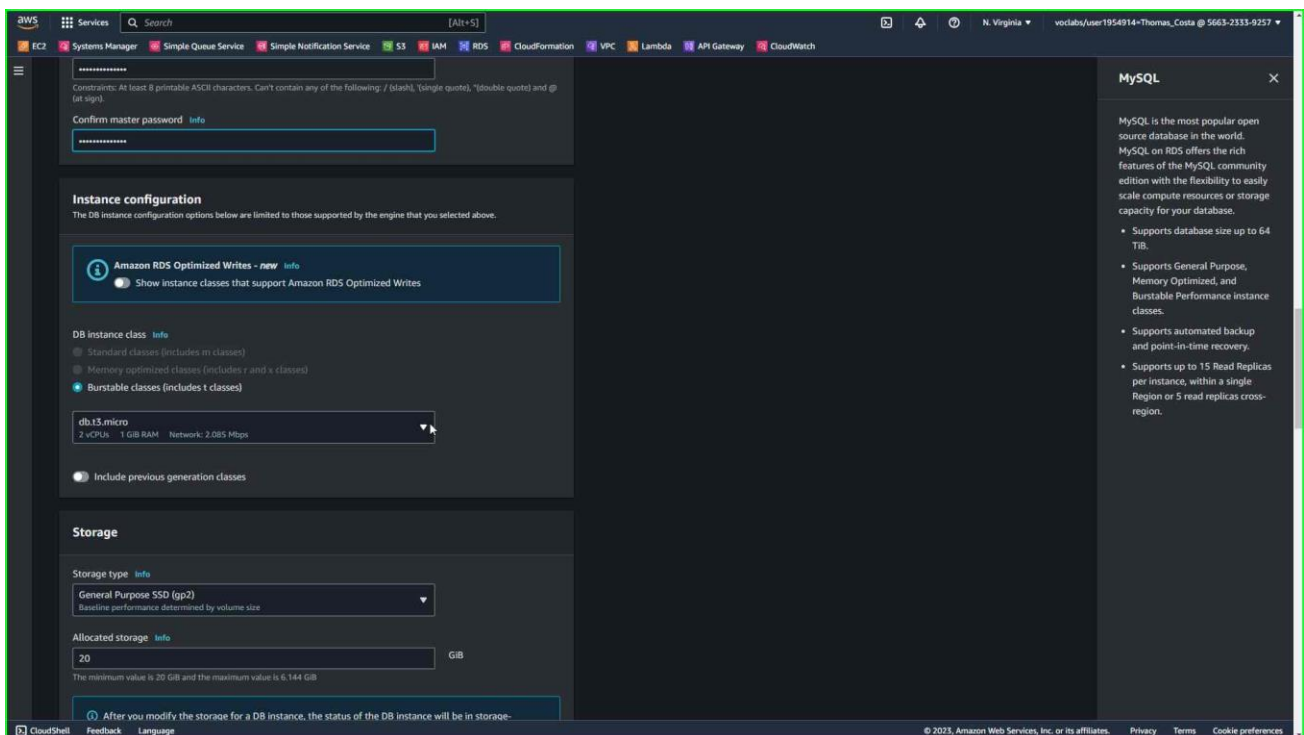 aws
Services
Search
[Alt+S]
N. Virginia
voclabs/user1954914=Thomas_Costa @ 5663-2333-9257
EC2
Systems Manager
Simple Queue Service
Simple Notification Service
S3
IAM
RDS
CloudFormation
VPC
Lambda
API Gateway
CloudWatch
Constraints: At least 8 printable ASCII characters. Can't contain any of the following: / (slash), '(single quote), "(double quote) and @
(at sign).
Confirm master password Info
Instance configuration
The DB instance configuration options below are limited to those supported by the engine that you selected above.
Amazon RDS Optimized Writes - new Info
Show instance classes that support Amazon RDS Optimized Writes
DB instance class Info
Standard classes (includes m classes)
Memory optimized classes (includes r and x classes)
Burstable classes (includes t classes)
db.t3.micro
2 vCPUs 1 GiB RAM Network: 2.085 Mbps
Include previous generation classes
Storage
Storage type Info
General Purpose SSD (gp2)
Baseline performance determined by volume size
Allocated storage Info
20
GiB
The minimum value is 20 GiB and the maximum value is 6.144 GiB
After you modify the storage for a DB instance, the status of the DB instance will be in storage-
MySQL
MySQL is the most popular open
source database in the world.
MySQL on RDS offers the rich
features of the MySQL community
edition with the flexibility to easily
scale compute resources or storage
capacity for your database.
• Supports database size up to 64
TiB.
• Supports General Purpose,
Memory Optimized, and
Burstable Performance instance
classes.
• Supports automated backup
and point-in-time recovery.
• Supports up to 15 Read Replicas
per instance, within a single
Region or 5 read replicas cross-
region.
CloudShell
Feedback
Language
© 2023, Amazon Web Services, Inc. or its affiliates.
Privacy
Terms
Cookie preferences